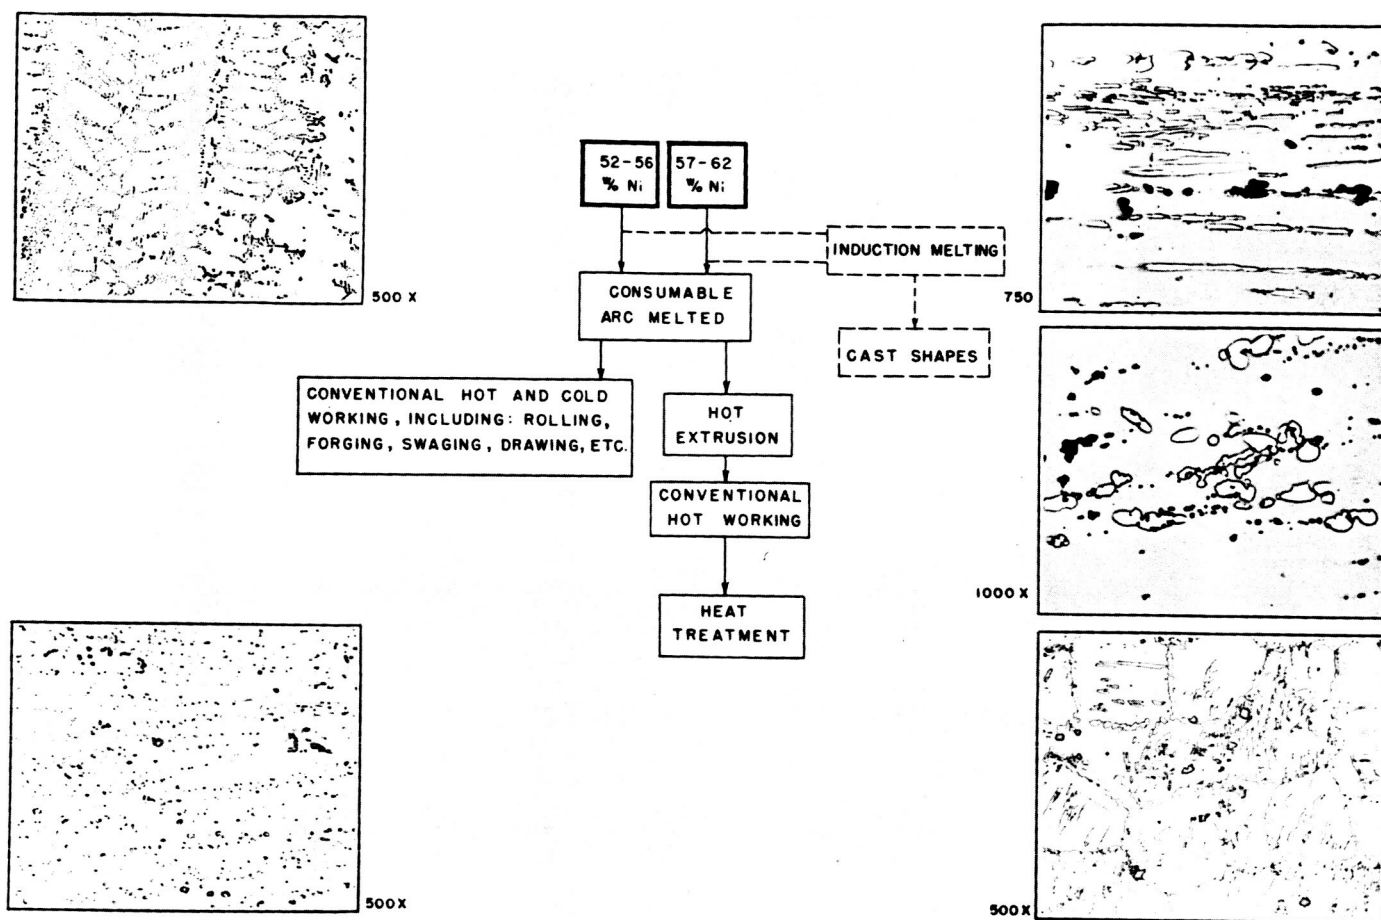 500 X
52-56
w/o Ni
57-62
w/o Ni
INDUCTION MELTING
CONSUMABLE
ARC MELTED
CAST SHAPES
750
CONVENTIONAL HOT AND COLD
WORKING, INCLUDING: ROLLING,
FORGING, SWAGING, DRAWING, ETC.
HOT
EXTRUSION
CONVENTIONAL
HOT WORKING
1000 X
HEAT
TREATMENT
500X
500X